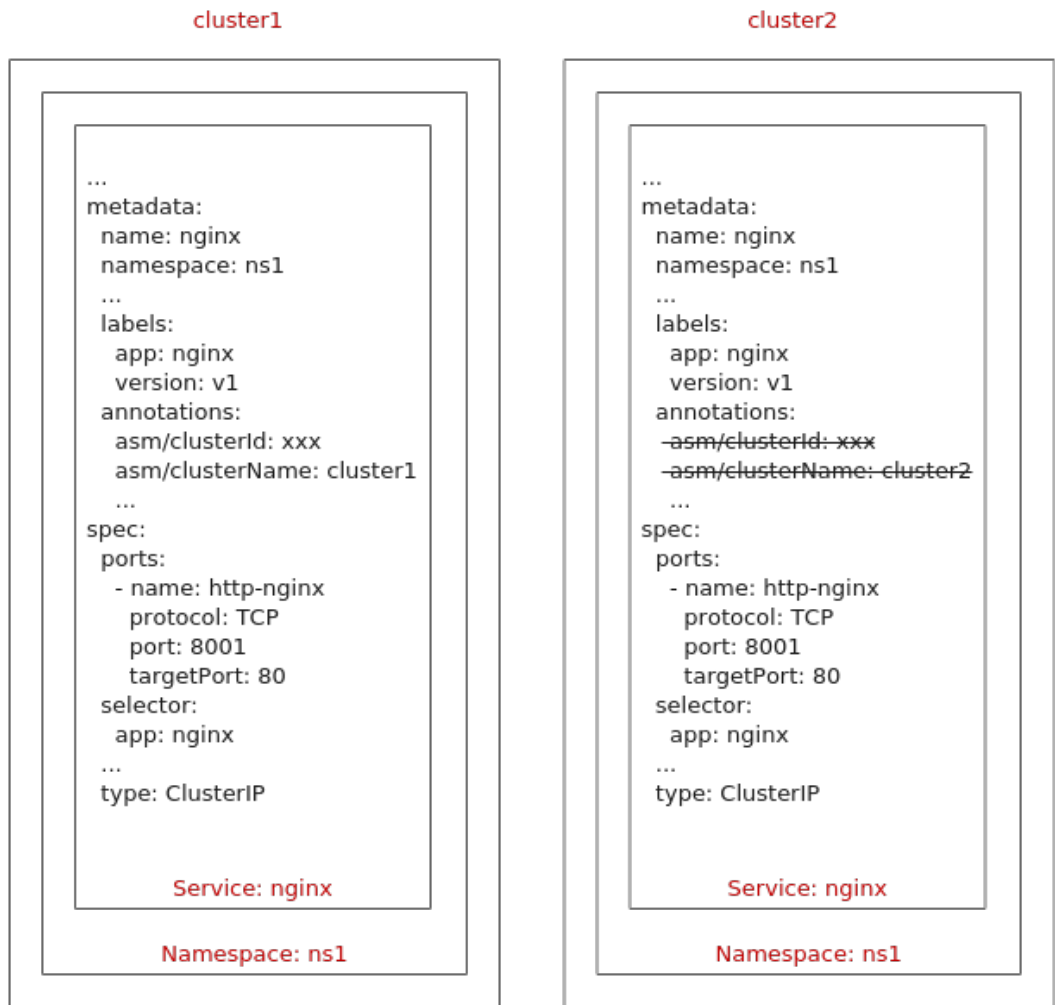 cluster1
...
metadata:
  name: nginx
  namespace: ns1
  ...
  labels:
    app: nginx
    version: v1
  annotations:
    asm/clusterId: xxx
    asm/clusterName: cluster1
    ...
spec:
  ports:
    - name: http-nginx
      protocol: TCP
      port: 8001
      targetPort: 80
  selector:
    app: nginx
  ...
  type: ClusterIP
Service: nginx
Namespace: ns1
cluster2
...
metadata:
  name: nginx
  namespace: ns1
  ...
  labels:
    app: nginx
    version: v1
  annotations:
    asm/clusterId: xxx
    asm/clusterName: cluster2
    ...
spec:
  ports:
    - name: http-nginx
      protocol: TCP
      port: 8001
      targetPort: 80
  selector:
    app: nginx
  ...
  type: ClusterIP
Service: nginx
Namespace: ns1